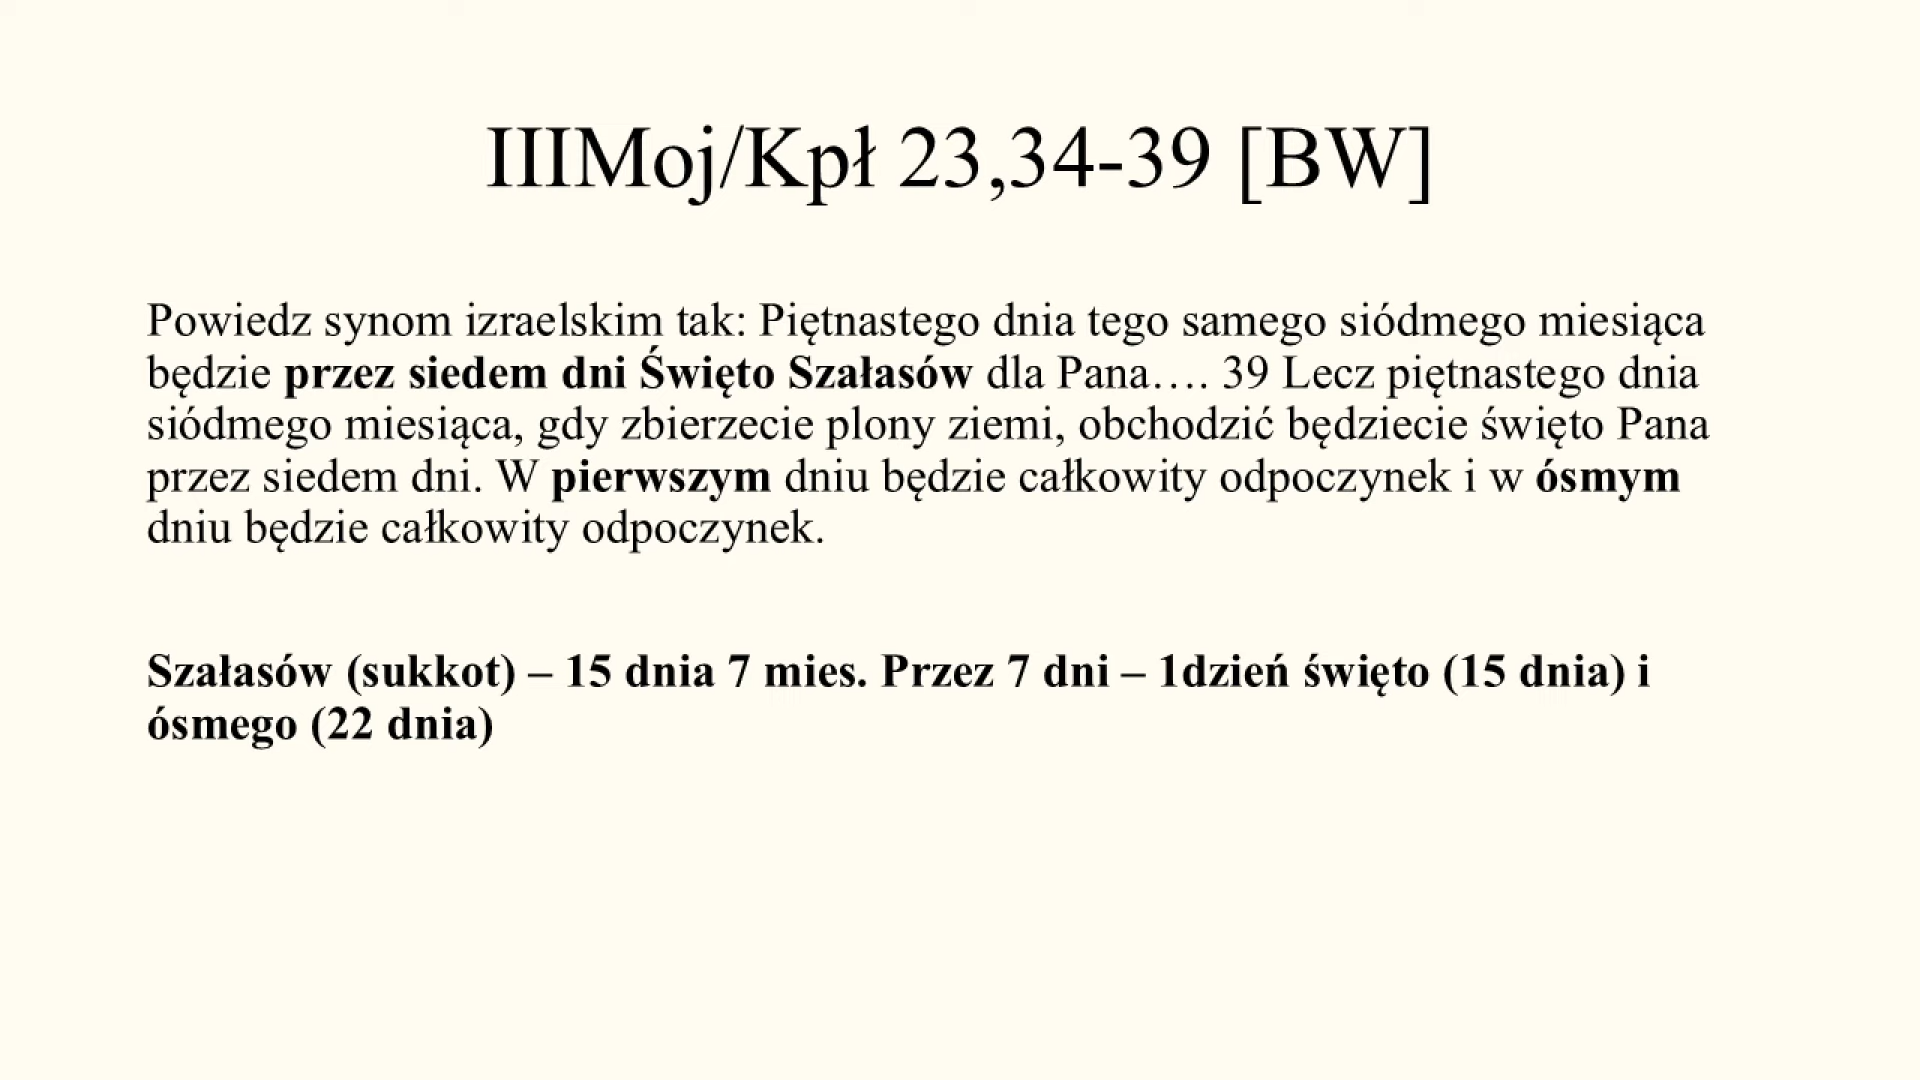 IIIMoj/Kpł 23,34-39 [BW]
Powiedz synom izraelskim tak: Piętnastego dnia tego samego siódmego miesiąca
będzie przez siedem dni Święto Szałasów dla Pana…. 39 Lecz piętnastego dnia
siódmego miesiąca, gdy zbierzecie plony ziemi, obchodzić będziecie święto Pana
przez siedem dni. W pierwszym dniu będzie całkowity odpoczynek i w ósmym
dniu będzie całkowity odpoczynek.
Szałasów (sukkot) – 15 dnia 7 mies. Przez 7 dni – 1dzień święto (15 dnia) i
ósmego (22 dnia)